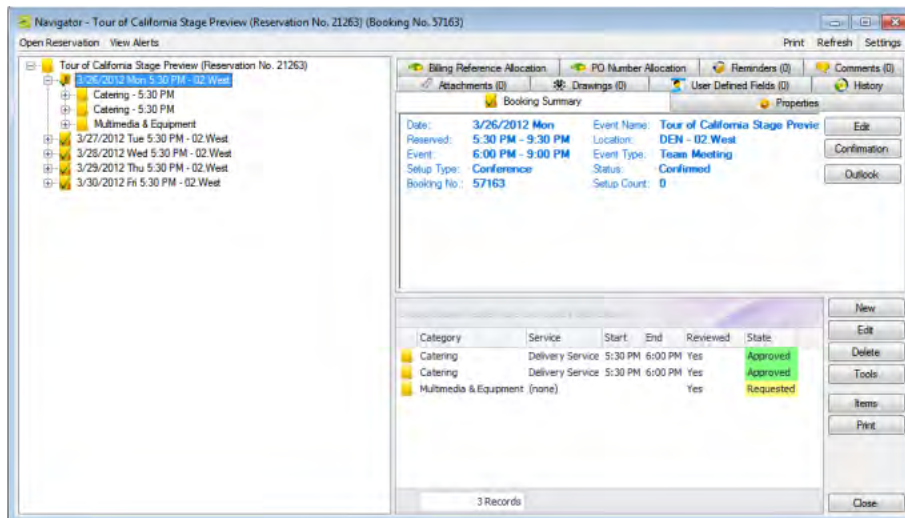 Navigator - Tour of California Stage Preview (Reservation No. 21263) (Booking No. 57163)
Open Reservation View Alerts Print Refresh Settings
Tour of California Stage Preview (Reservation No. 21263)
3/26/2012 Mon 5:30 PM - 02.West
Catering - 5:30 PM
Catering - 5:30 PM
Multimedia & Equipment
3/27/2012 Tue 5:30 PM - 02.West
3/28/2012 Wed 5:30 PM - 02.West
3/29/2012 Thu 5:30 PM - 02.West
3/30/2012 Fri 5:30 PM - 02.West
Billing Reference Allocation PO Number Allocation Reminders (0) Comments (0)
Attachments (0) Drawings (0) User Defined Fields (0) History
Booking Summary Properties
Date: 3/26/2012 Mon Event Name: Tour of California Stage Previe
Reserved: 5:30 PM - 9:30 PM Location: DEN - 02.West
Event: 6:00 PM - 9:00 PM Event Type: Team Meeting
Setup Type: Conference Status: Confirmed
Booking No.: 57163 Setup Count: 0
Edit
Confirmation
Outlook
Category Service Start End Reviewed State
Catering Delivery Service 5:30 PM 6:00 PM Yes Approved
Catering Delivery Service 5:30 PM 6:00 PM Yes Approved
Multimedia & Equipment (none) Yes Requested
3 Records
New
Edit
Delete
Tools
Items
Print
Close